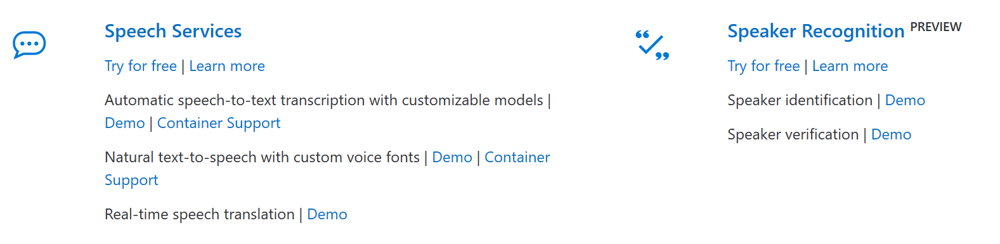 Speech Services
Try for free | Learn more
Automatic speech-to-text transcription with customizable models |
Demo | Container Support
Natural text-to-speech with custom voice fonts | Demo | Container
Support
Real-time speech translation | Demo
Speaker Recognition PREVIEW
Try for free | Learn more
Speaker identification | Demo
Speaker verification | Demo